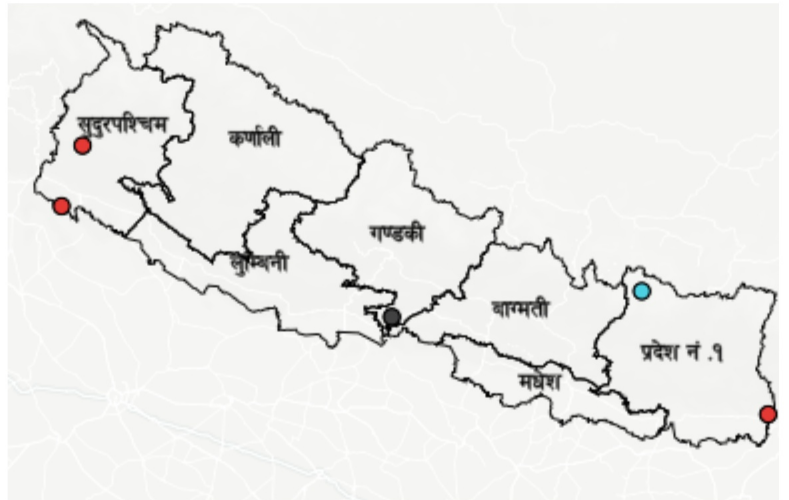 सुदुरपश्चिम
कर्णाली
गण्डकी
लुम्बिनी
बाग्मती
प्रदेश नं .१
मधेश